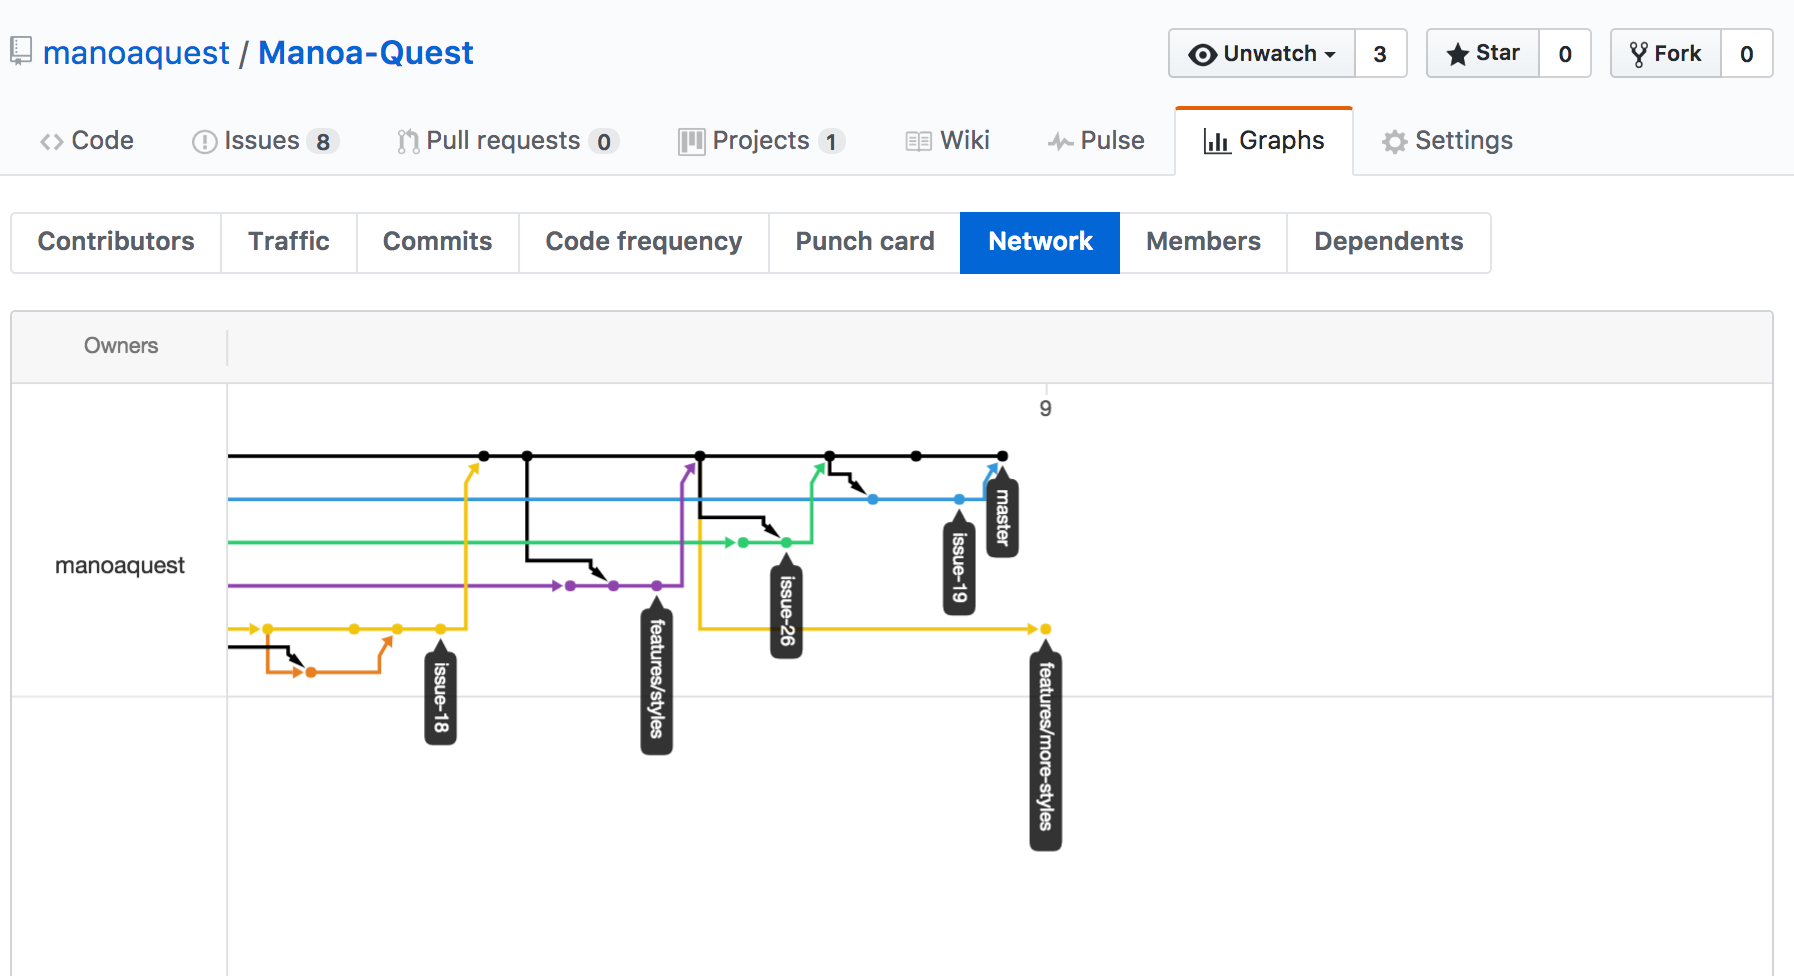 manoaquest / Manoa-Quest
Unwatch 3
Star 0
Fork 0
Code
Issues 8
Pull requests 0
Projects 1
Wiki
Pulse
Graphs
Settings
Contributors
Traffic
Commits
Code frequency
Punch card
Network
Members
Dependents
Owners
9
manoaquest
master
issue-19
issue-26
features/styles
issue-18
features/more-styles